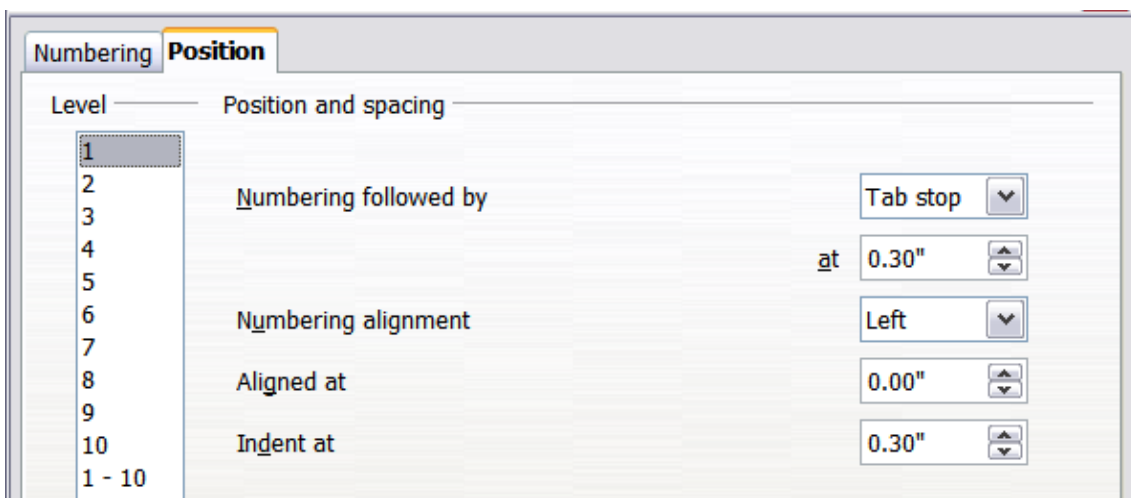 Numbering Position
Level Position and spacing
1
2
Numbering followed by Tab stop
3
4
at 0.30"
5
6
Numbering alignment Left
7
8
Aligned at 0.00"
9
10
Indent at 0.30"
1 - 10